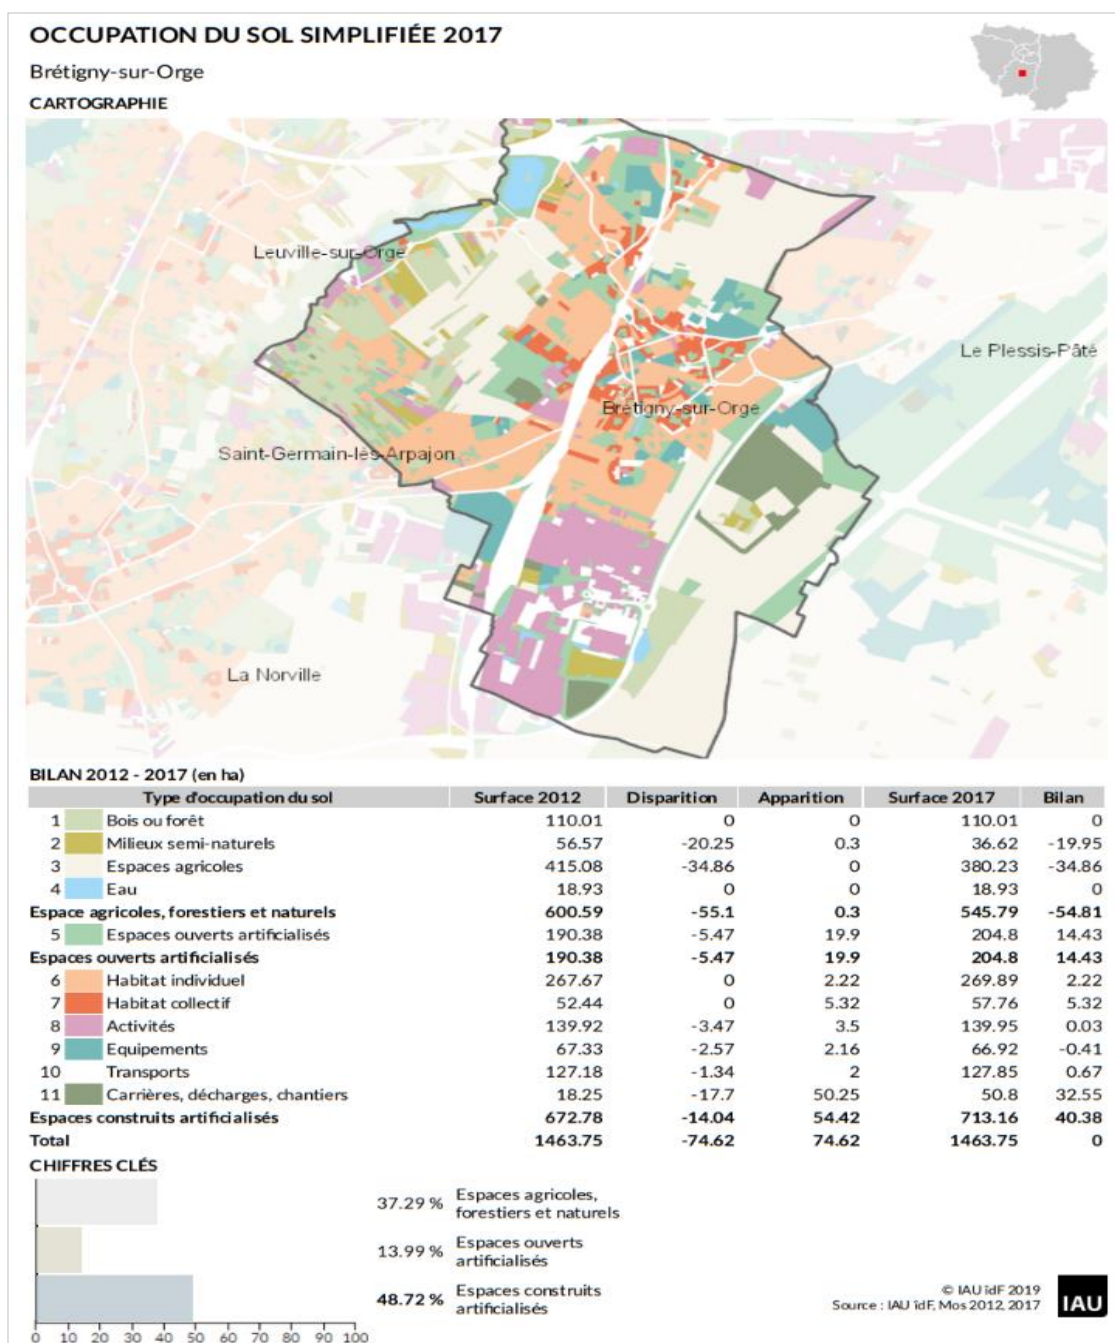 OCCUPATION DU SOL SIMPLIFIÉE 2017
Brétigny-sur-Orge
CARTOGRAPHIE
Leuville-sur-Orge
Le Plessis-Pâté
Brétigny-sur-Orge
Saint-Germain-lès-Arpajon
La Norville
BILAN 2012 - 2017 (en ha)
Type d'occupation du sol Surface 2012 Disparition Apparition Surface 2017 Bilan
1 Bois ou forêt 110.01 0 0 110.01 0
2 Milieux semi-naturels 56.57 -20.25 0.3 36.62 -19.95
3 Espaces agricoles 415.08 -34.86 0 380.23 -34.86
4 Eau 18.93 0 0 18.93 0
Espace agricoles, forestiers et naturels 600.59 -55.1 0.3 545.79 -54.81
5 Espaces ouverts artificialisés 190.38 -5.47 19.9 204.8 14.43
Espaces ouverts artificialisés 190.38 -5.47 19.9 204.8 14.43
6 Habitat individuel 267.67 0 2.22 269.89 2.22
7 Habitat collectif 52.44 0 5.32 57.76 5.32
8 Activités 139.92 -3.47 3.5 139.95 0.03
9 Equipements 67.33 -2.57 2.16 66.92 -0.41
10 Transports 127.18 -1.34 2 127.85 0.67
11 Carrières, décharges, chantiers 18.25 -17.7 50.25 50.8 32.55
Espaces construits artificialisés 672.78 -14.04 54.42 713.16 40.38
Total 1463.75 -74.62 74.62 1463.75 0
CHIFFRES CLÉS
37.29 % Espaces agricoles,
forestiers et naturels
13.99 % Espaces ouverts
artificialisés
48.72 % Espaces construits
artificialisés
0 10 20 30 40 50 60 70 80 90 100
© IAU îdF 2019
Source : IAU îdF, Mos 2012, 2017
IAU